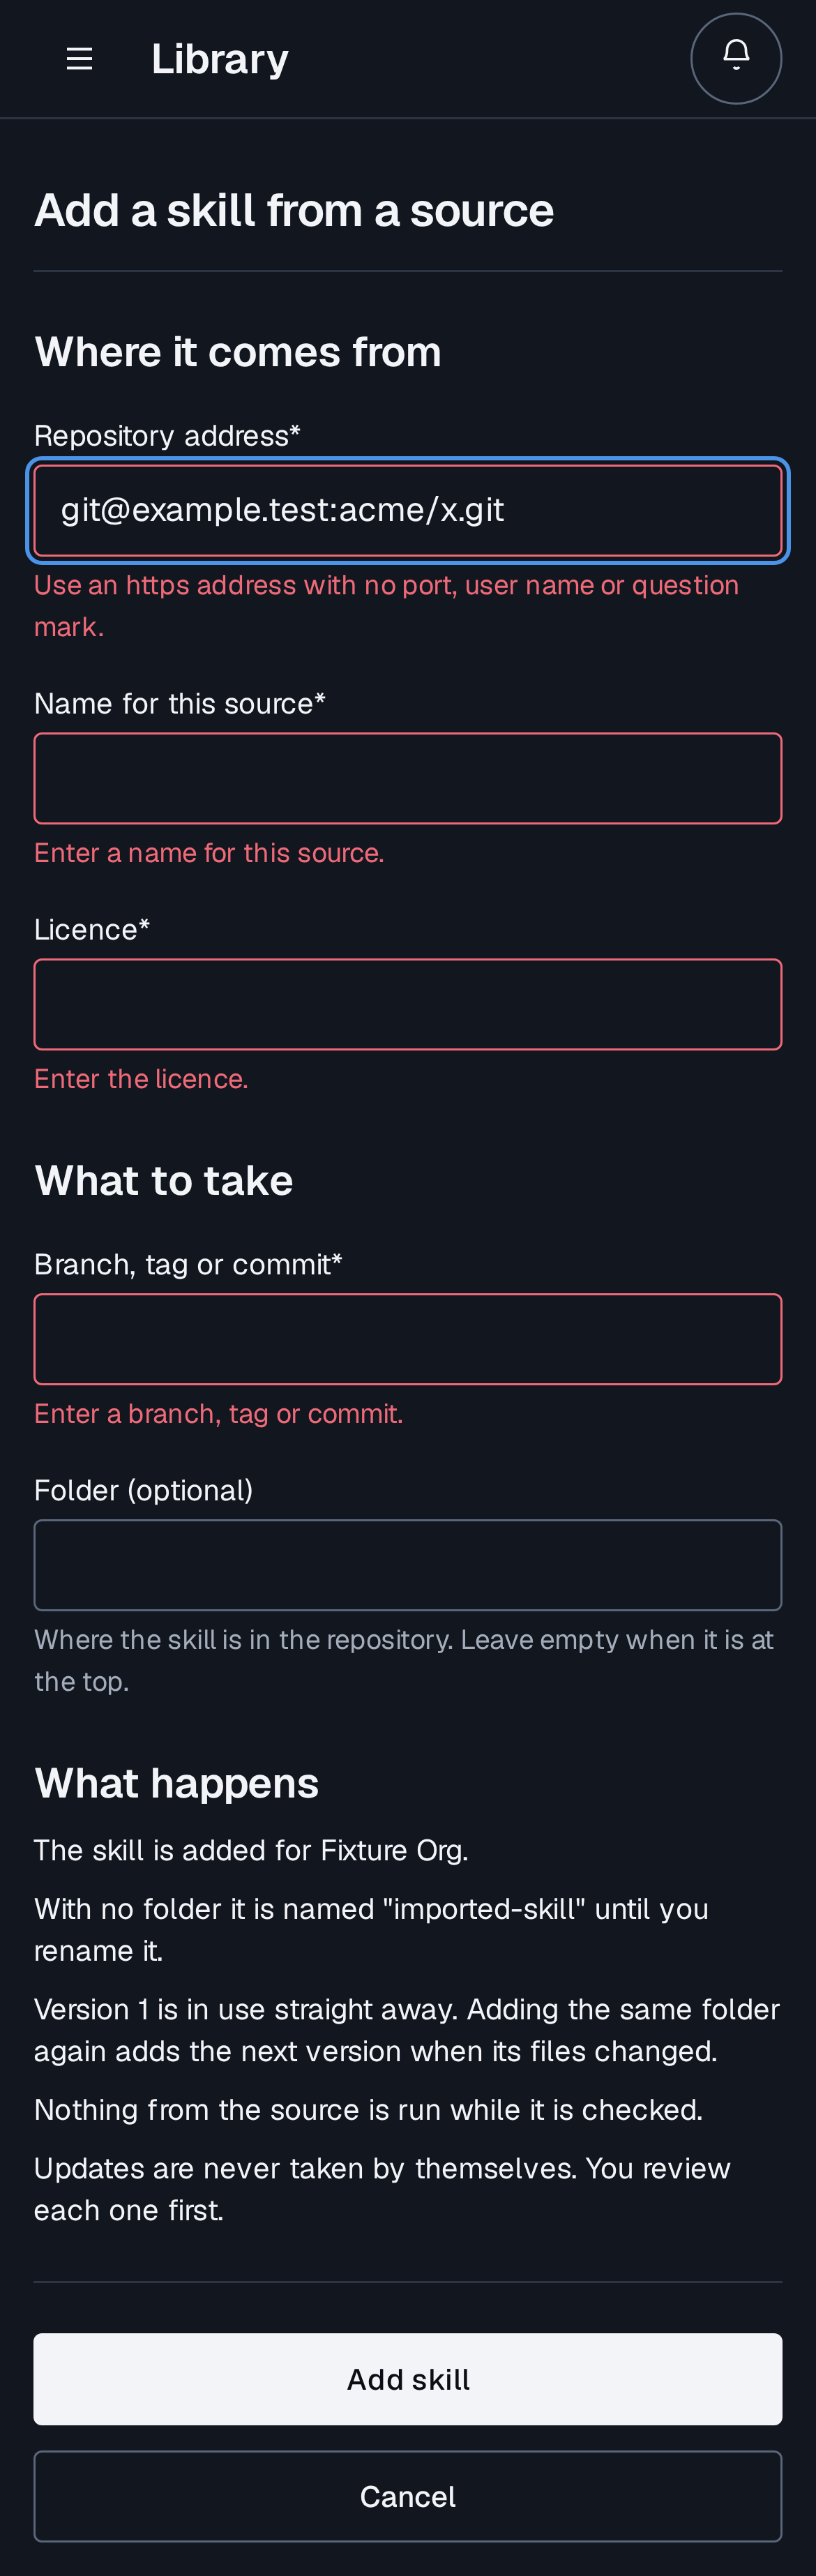 Library
Add a skill from a source
Where it comes from
Repository address*
git@example.test:acme/x.git
Use an https address with no port, user name or question
mark.
Name for this source*
Enter a name for this source.
Licence*
Enter the licence.
What to take
Branch, tag or commit*
Enter a branch, tag or commit.
Folder (optional)
Where the skill is in the repository. Leave empty when it is at
the top.
What happens
The skill is added for Fixture Org.
With no folder it is named "imported-skill" until you
rename it.
Version 1 is in use straight away. Adding the same folder
again adds the next version when its files changed.
Nothing from the source is run while it is checked.
Updates are never taken by themselves. You review
each one first.
Add skill
Cancel